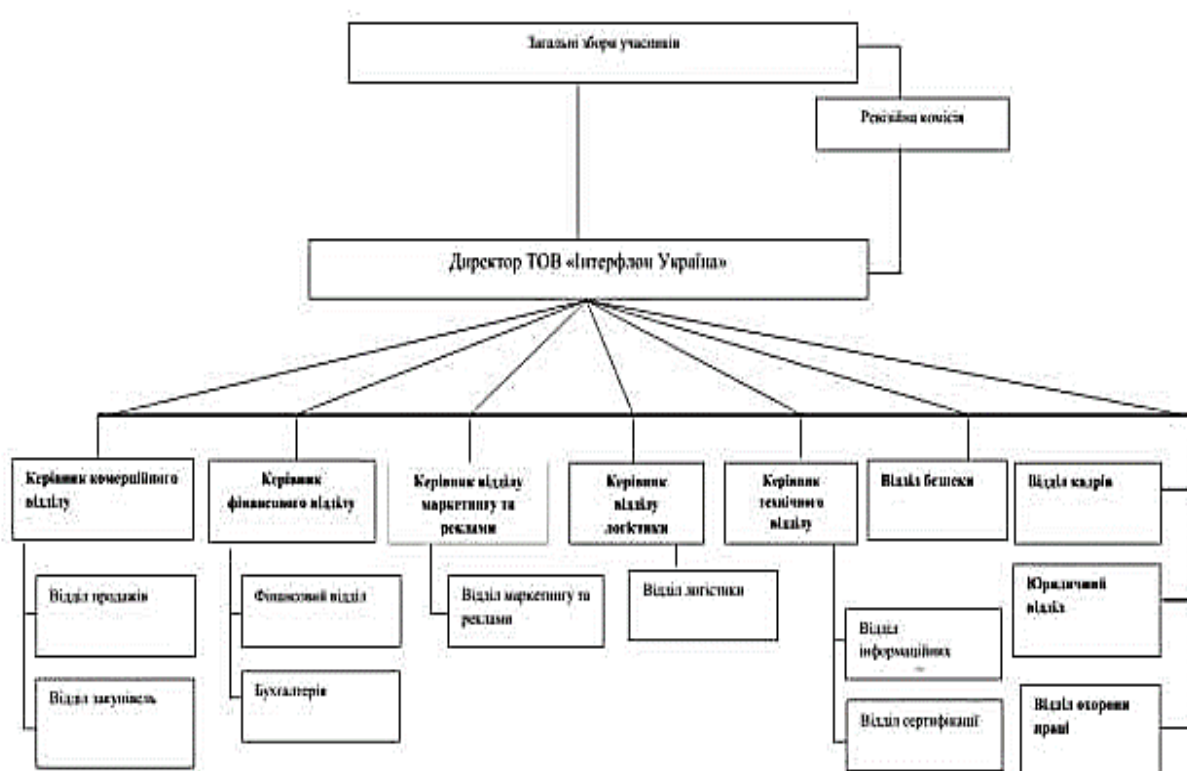 Загальні збори учасників
Ревізійна комісія
Директор ТОВ «Інтерфлон Україна»
Керівник комерційного
відділу
Керівник
фінансового відділу
Керівник відділу
маркетингу та
реклами
Керівник
відділу
логістики
Керівник
технічного
відділу
Відділ безпеки
Відділ кадрів
Відділ продажів
Фінансовий відділ
Відділ маркетингу та
реклами
Відділ логістики
Юридичний
відділ
Відділ
інформаційних
Відділ закупівель
Бухгалтерія
Відділ сертифікації
Відділ охорони
праці